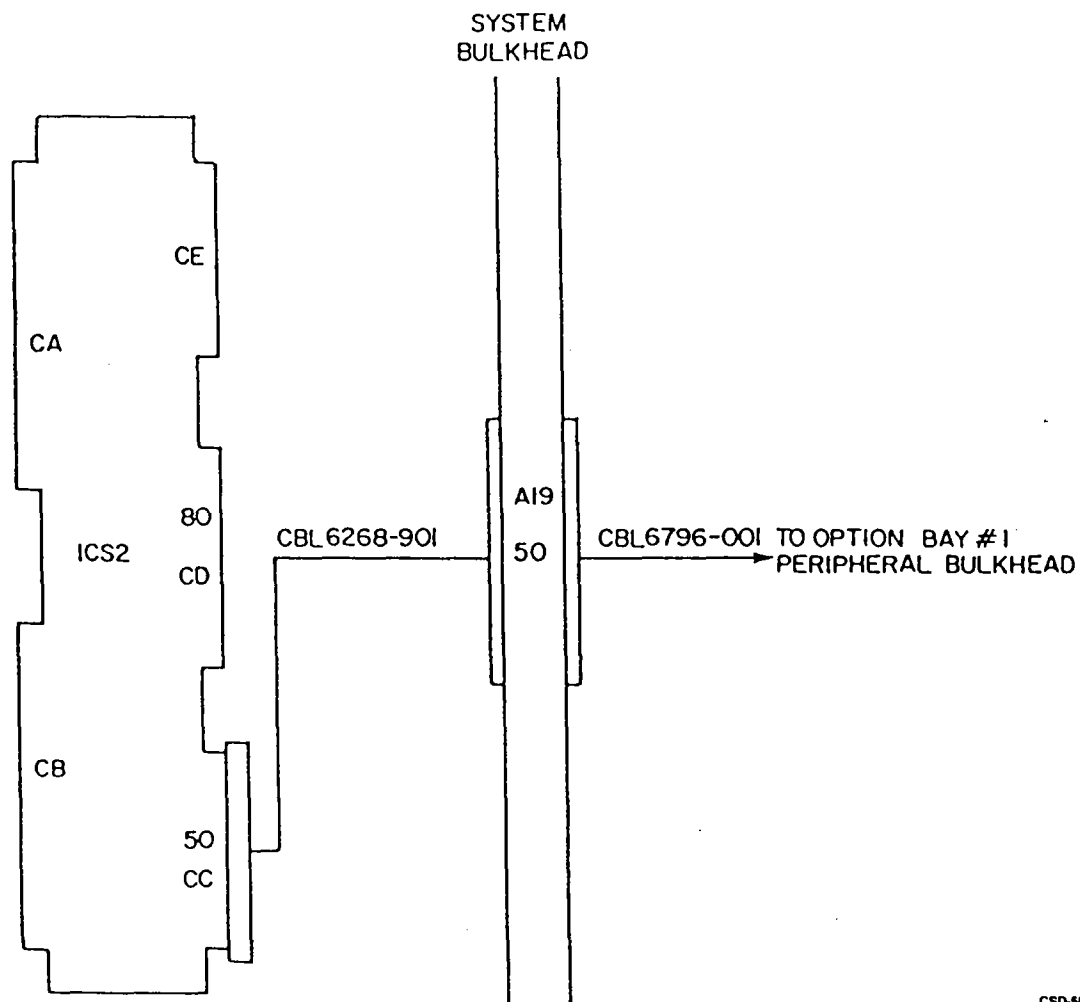 SYSTEM
BULKHEAD
CE
CA
A19
80
CBL6268-901
50
CBL6796-001 TO OPTION BAY #1
PERIPHERAL BULKHEAD
ICS2
CD
CB
50
CC